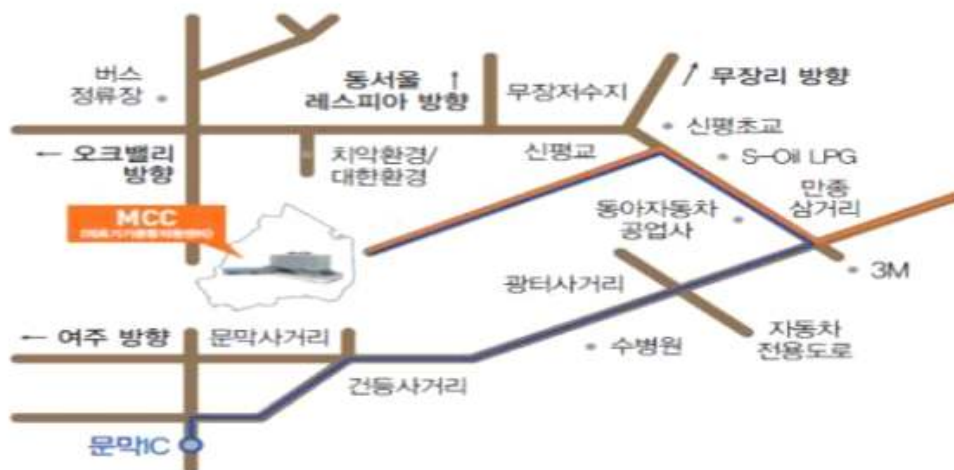 버스
정류장
동서울 ↑
레스피아 방향
무장저수지
↗ 무장리 방향
신평초교
← 오크밸리
방향
치악환경/
대한환경
신평교
S-Oil LPG
만종
삼거리
MCC
동아자동차
공업사
3M
광터사거리
← 여주 방향
문막사거리
수병원
자동차
전용도로
건등사거리
문막IC